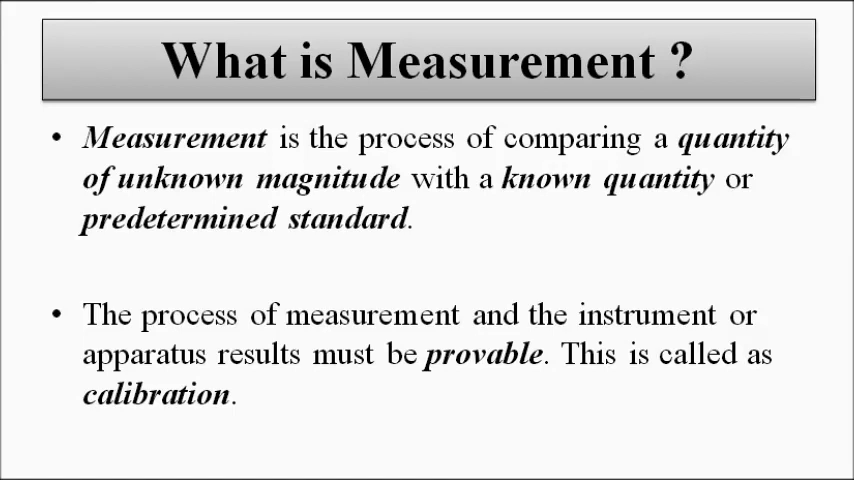 What is Measurement ?
• Measurement is the process of comparing a quantity
of unknown magnitude with a known quantity or
predetermined standard.
• The process of measurement and the instrument or
apparatus results must be provable. This is called as
calibration.